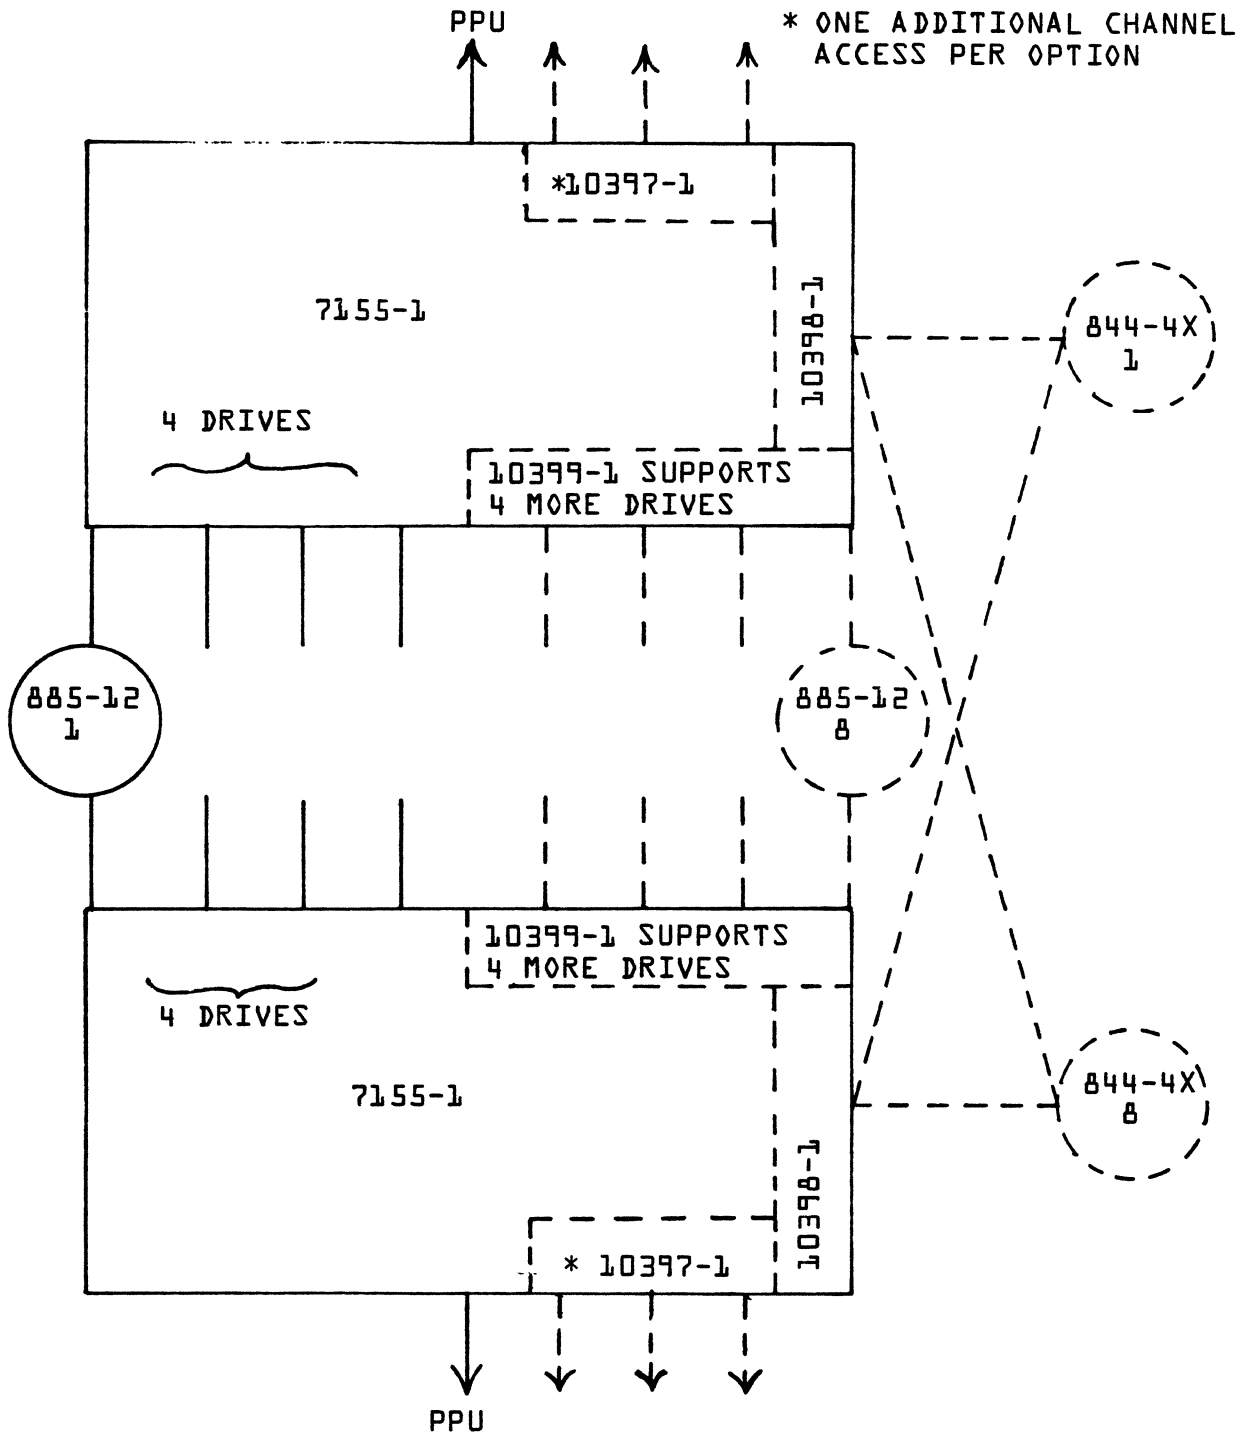 PPU
* ONE ADDITIONAL CHANNEL
ACCESS PER OPTION
*10397-1
7155-1
10398-1
844-4X
1
4 DRIVES
10399-1 SUPPORTS
4 MORE DRIVES
885-12
1
885-12
8
10399-1 SUPPORTS
4 MORE DRIVES
4 DRIVES
7155-1
844-4X
8
10398-1
* 10397-1
PPU